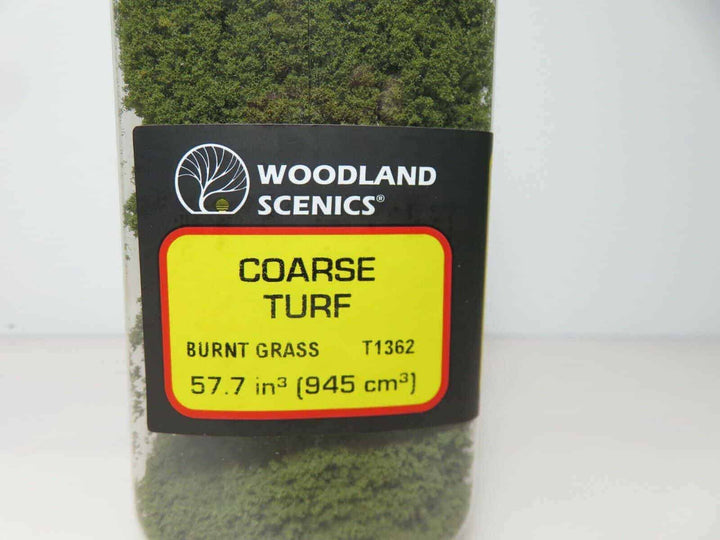 WOODLAND
SCENICS®
COARSE
TURF
BURNT GRASS T1362
57.7 in³ (945 cm³)